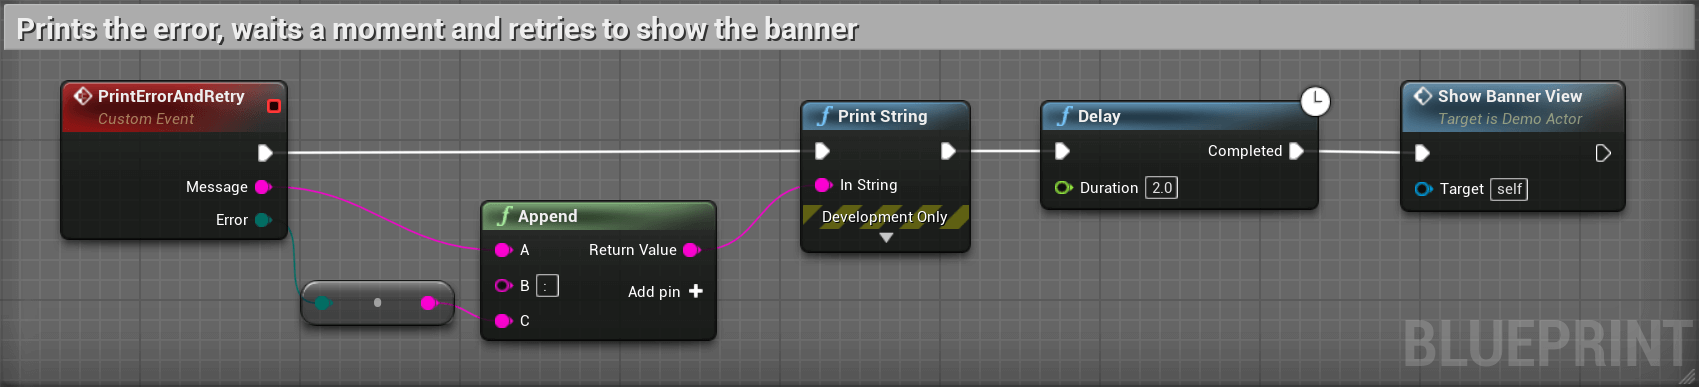 Prints the error, waits a moment and retries to show the banner
PrintErrorAndRetry
Custom Event
Message
Error
f Append
A
Return Value
B :
Add pin
C
f Print String
In String
Development Only
f Delay
Completed
Duration 2.0
Show Banner View
Target is Demo Actor
Target self
BLUEPRINT